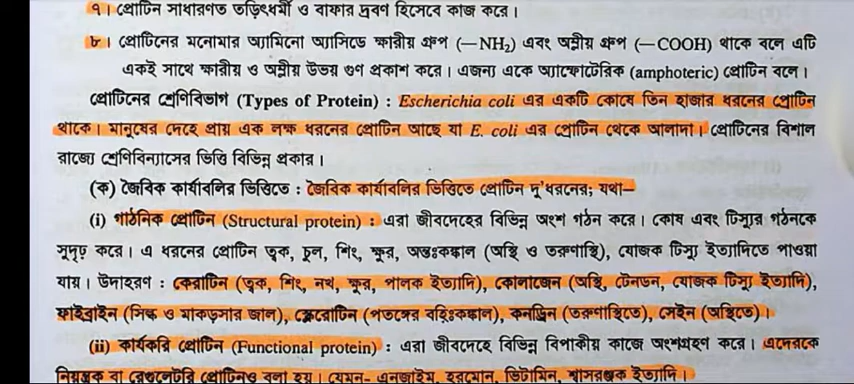 ৭। প্রোটিন সাধারণত তড়িৎধর্মী ও বাফার দ্রবণ হিসেবে কাজ করে।
৮। প্রোটিনের মনোমার অ্যামিনো অ্যাসিডে ক্ষারীয় গ্রুপ (—NH₂) এবং অম্লীয় গ্রুপ (—COOH) থাকে বলে এটি
একই সাথে ক্ষারীয় ও অম্লীয় উভয় গুণ প্রকাশ করে। এজন্য একে অ্যাম্ফোটেরিক (amphoteric) প্রোটিন বলে।
প্রোটিনের শ্রেণিবিভাগ (Types of Protein) : Escherichia coli এর একটি কোষে তিন হাজার ধরনের প্রোটিন
থাকে। মানুষের দেহে প্রায় এক লক্ষ ধরনের প্রোটিন আছে যা E. coli এর প্রোটিন থেকে আলাদা। প্রোটিনের বিশাল
রাজ্যে শ্রেণিবিন্যাসের ভিত্তি বিভিন্ন প্রকার।
(ক) জৈবিক কার্যাবলির ভিত্তিতে : জৈবিক কার্যাবলির ভিত্তিতে প্রোটিন দু'ধরনের; যথা—
(i) গাঠনিক প্রোটিন (Structural protein) : এরা জীবদেহের বিভিন্ন অংশ গঠন করে। কোষ এবং টিস্যুর গঠনকে
সুদৃঢ় করে। এ ধরনের প্রোটিন ত্বক, চুল, শিং, ক্ষুর, অন্তঃকঙ্কাল (অস্থি ও তরুণাস্থি), যোজক টিস্যু ইত্যাদিতে পাওয়া
যায়। উদাহরণ : কেরাটিন (ত্বক, শিং, নখ, ক্ষুর, পালক ইত্যাদি), কোলাজেন (অস্থি, টেনডন, যোজক টিস্যু ইত্যাদি),
ফাইব্রাইন (সিল্ক ও মাকড়সার জাল), স্ক্লেরোটিন (পতঙ্গের বহিঃকঙ্কাল), কনড্রিন (তরুণাস্থিতে), সেইন (অস্থিতে)।
(ii) কার্যকরি প্রোটিন (Functional protein) : এরা জীবদেহে বিভিন্ন বিপাকীয় কাজে অংশগ্রহণ করে। এদেরকে
নিয়ন্ত্রক বা রেগুলেটরি প্রোটিনও বলা হয়। যেমন- এনজাইম, হরমোন, ভিটামিন, শ্বাসরঞ্জক ইত্যাদি।